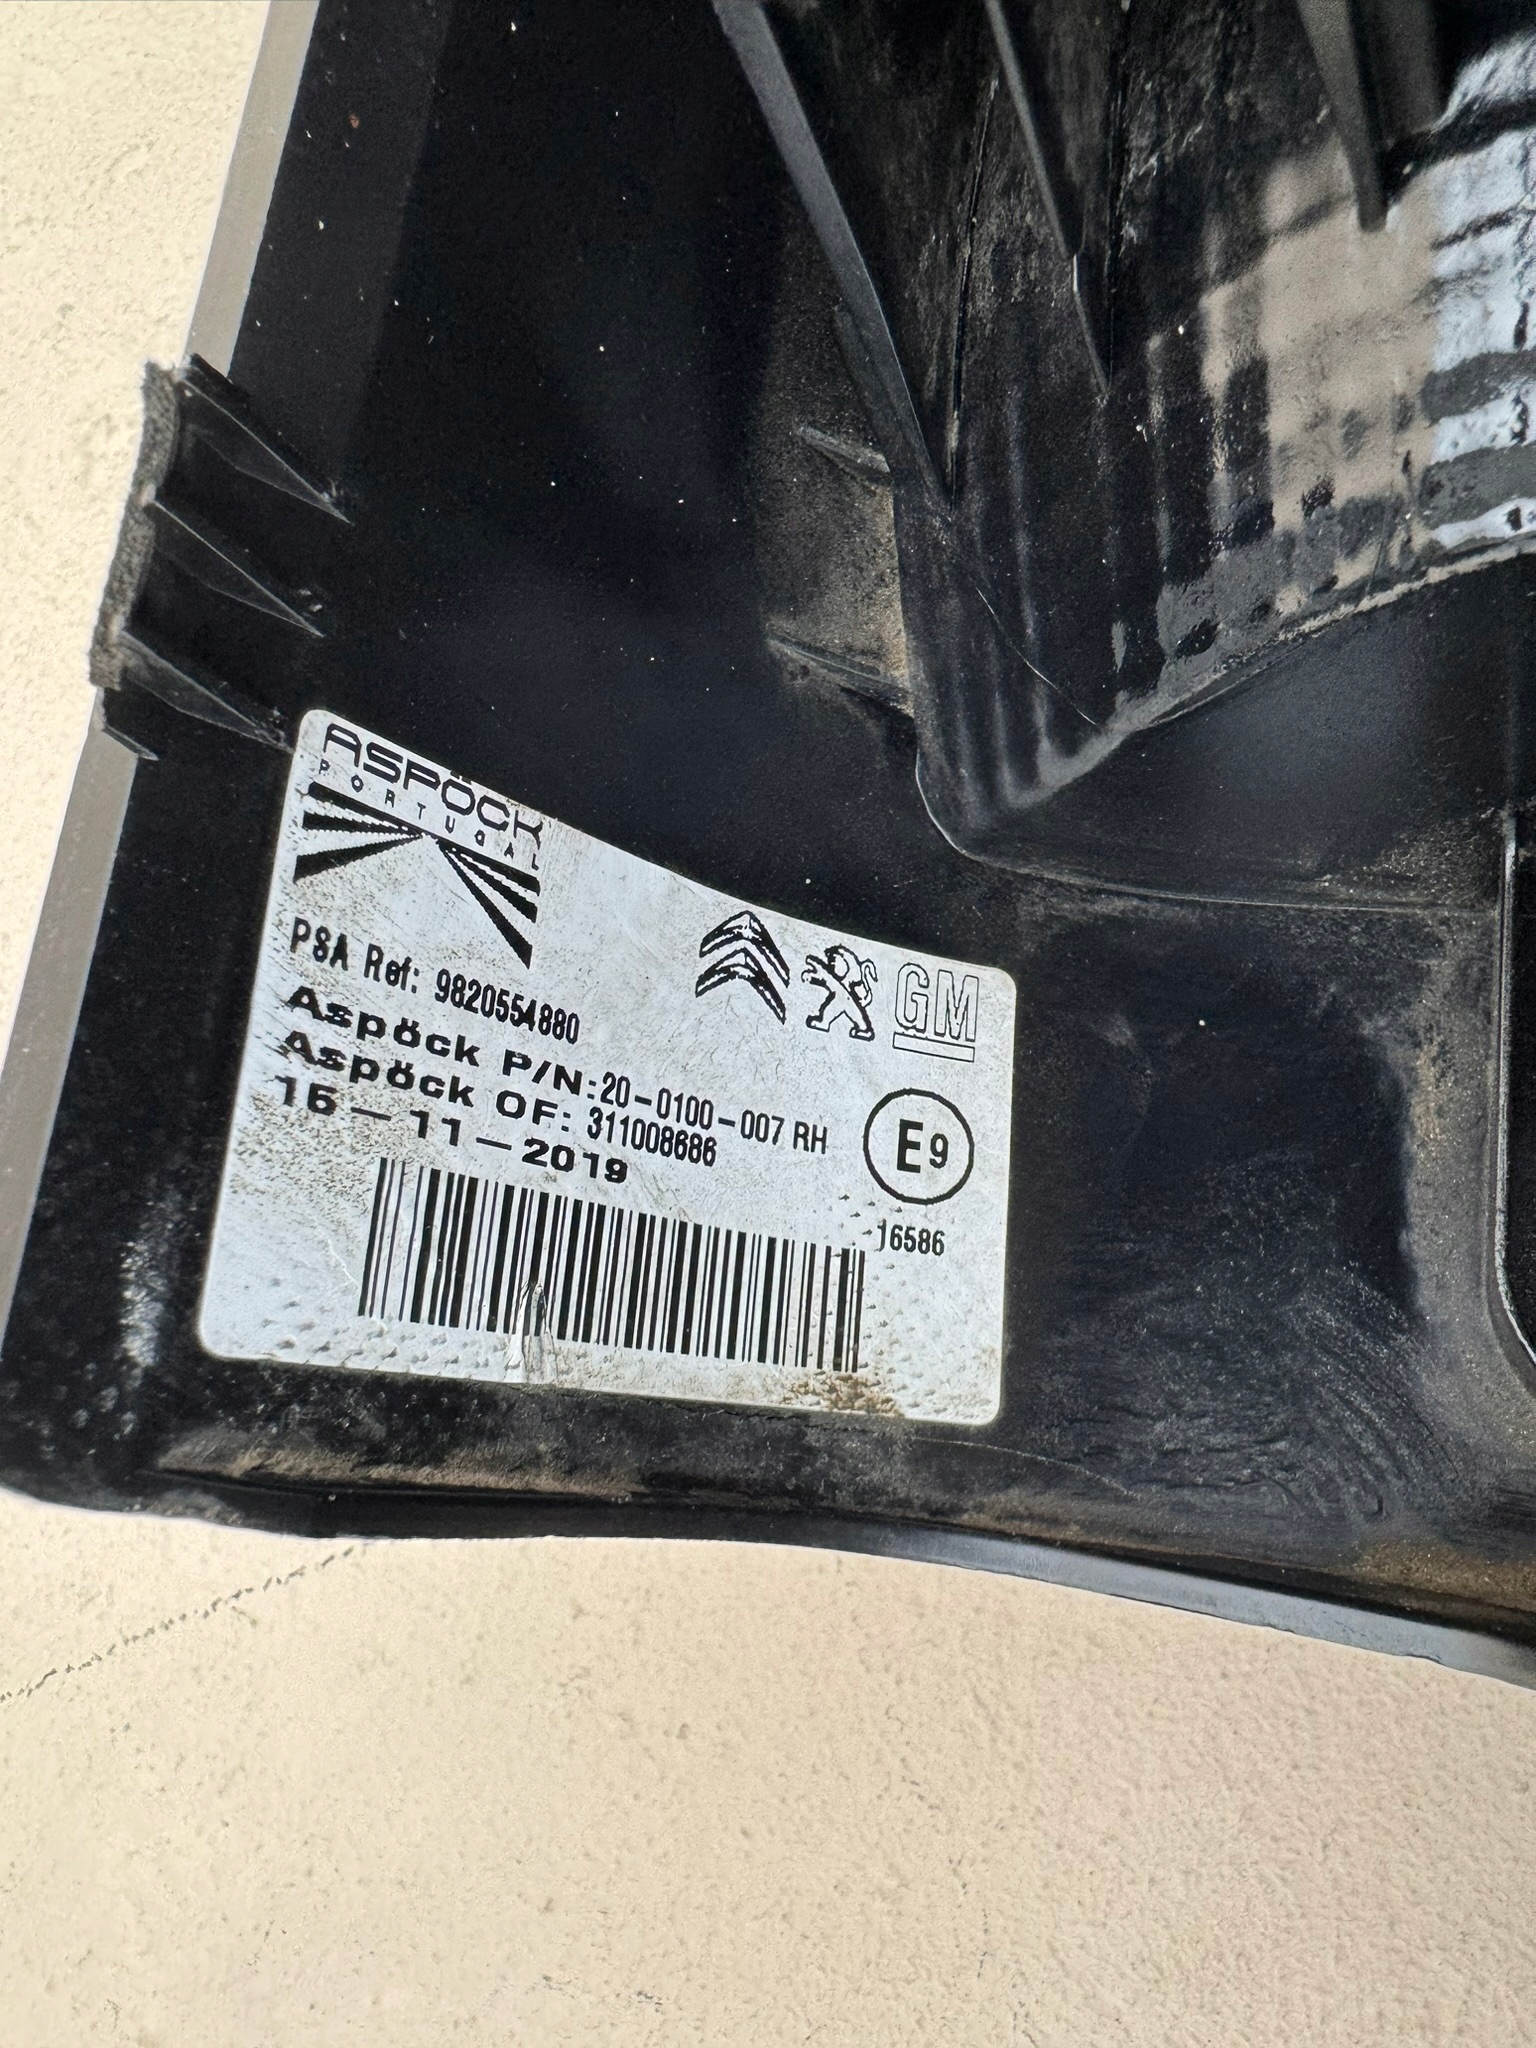 ASPÖCK
PORTUGAL
GM
PSA Ref: 9820554880
Aspöck P/N:20-0100-007 RH
Aspöck OF: 311008686
16-11-2019
E9
16586